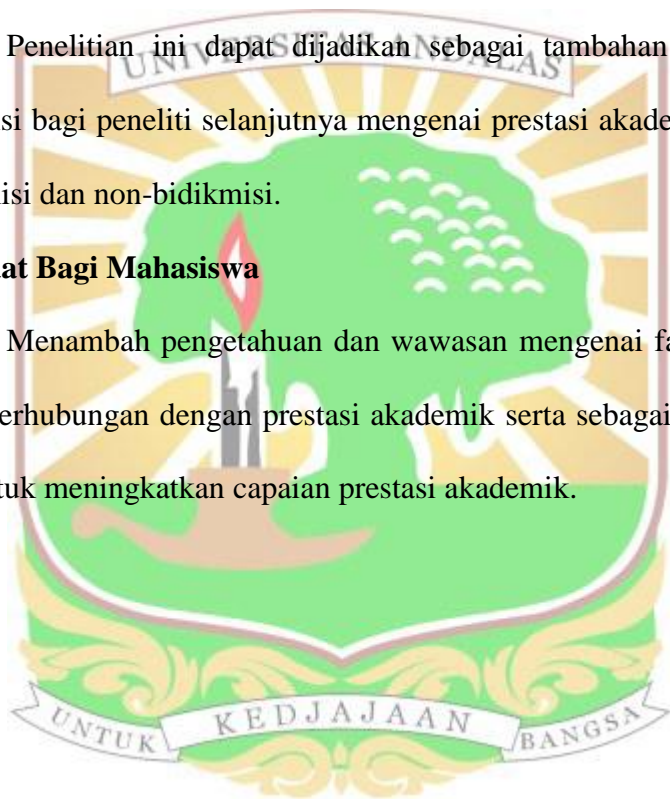 UNIVERSITAS ANDALAS
Penelitian ini dapat dijadikan sebagai tambahan
si bagi peneliti selanjutnya mengenai prestasi akade
isi dan non-bidikmisi.
at Bagi Mahasiswa
Menambah pengetahuan dan wawasan mengenai fa
erhubungan dengan prestasi akademik serta sebagai
tuk meningkatkan capaian prestasi akademik.
UNTUK KEDJAJAAN BANGSA